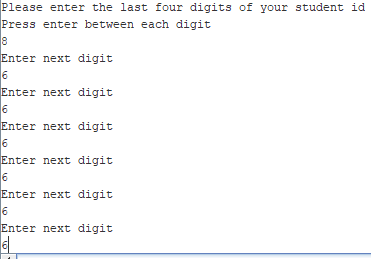 Please enter the last four digits of your student id
Press enter between each digit
8
Enter next digit
6
Enter next digit
6
Enter next digit
6
Enter next digit
6
Enter next digit
6
Enter next digit
6